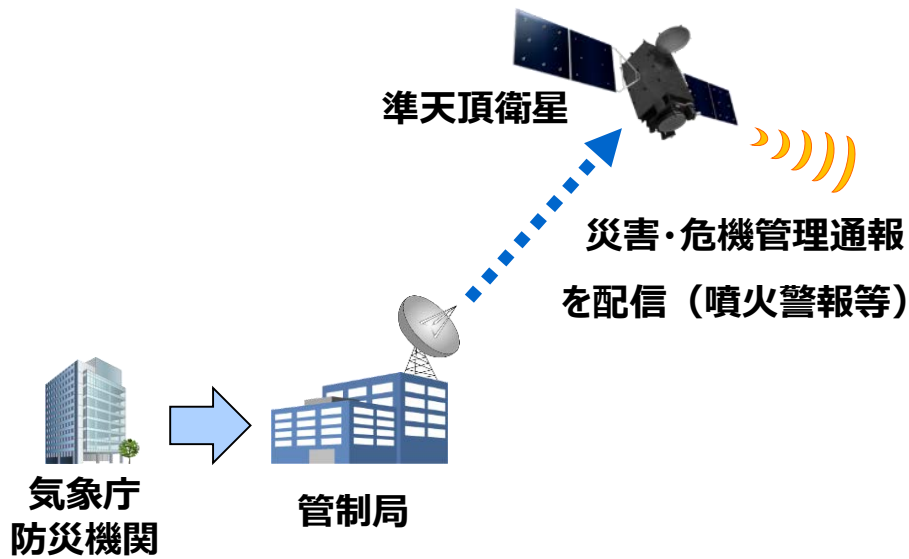 準天頂衛星
災害･危機管理通報
を配信（噴火警報等）
気象庁
防災機関
管制局